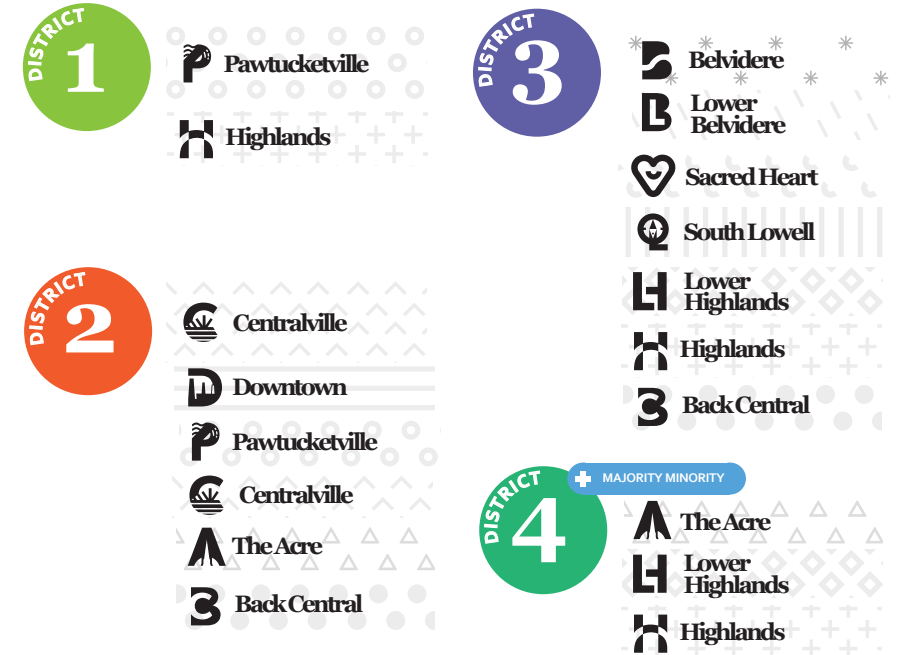 DISTRICT
1
Pawtucketville
Highlands
DISTRICT
2
Centralville
Downtown
Pawtucketville
Centralville
The Acre
Back Central
DISTRICT
3
Belvidere
Lower
Belvidere
Sacred Heart
South Lowell
Lower
Highlands
Highlands
Back Central
DISTRICT
4
MAJORITY MINORITY
The Acre
Lower
Highlands
Highlands